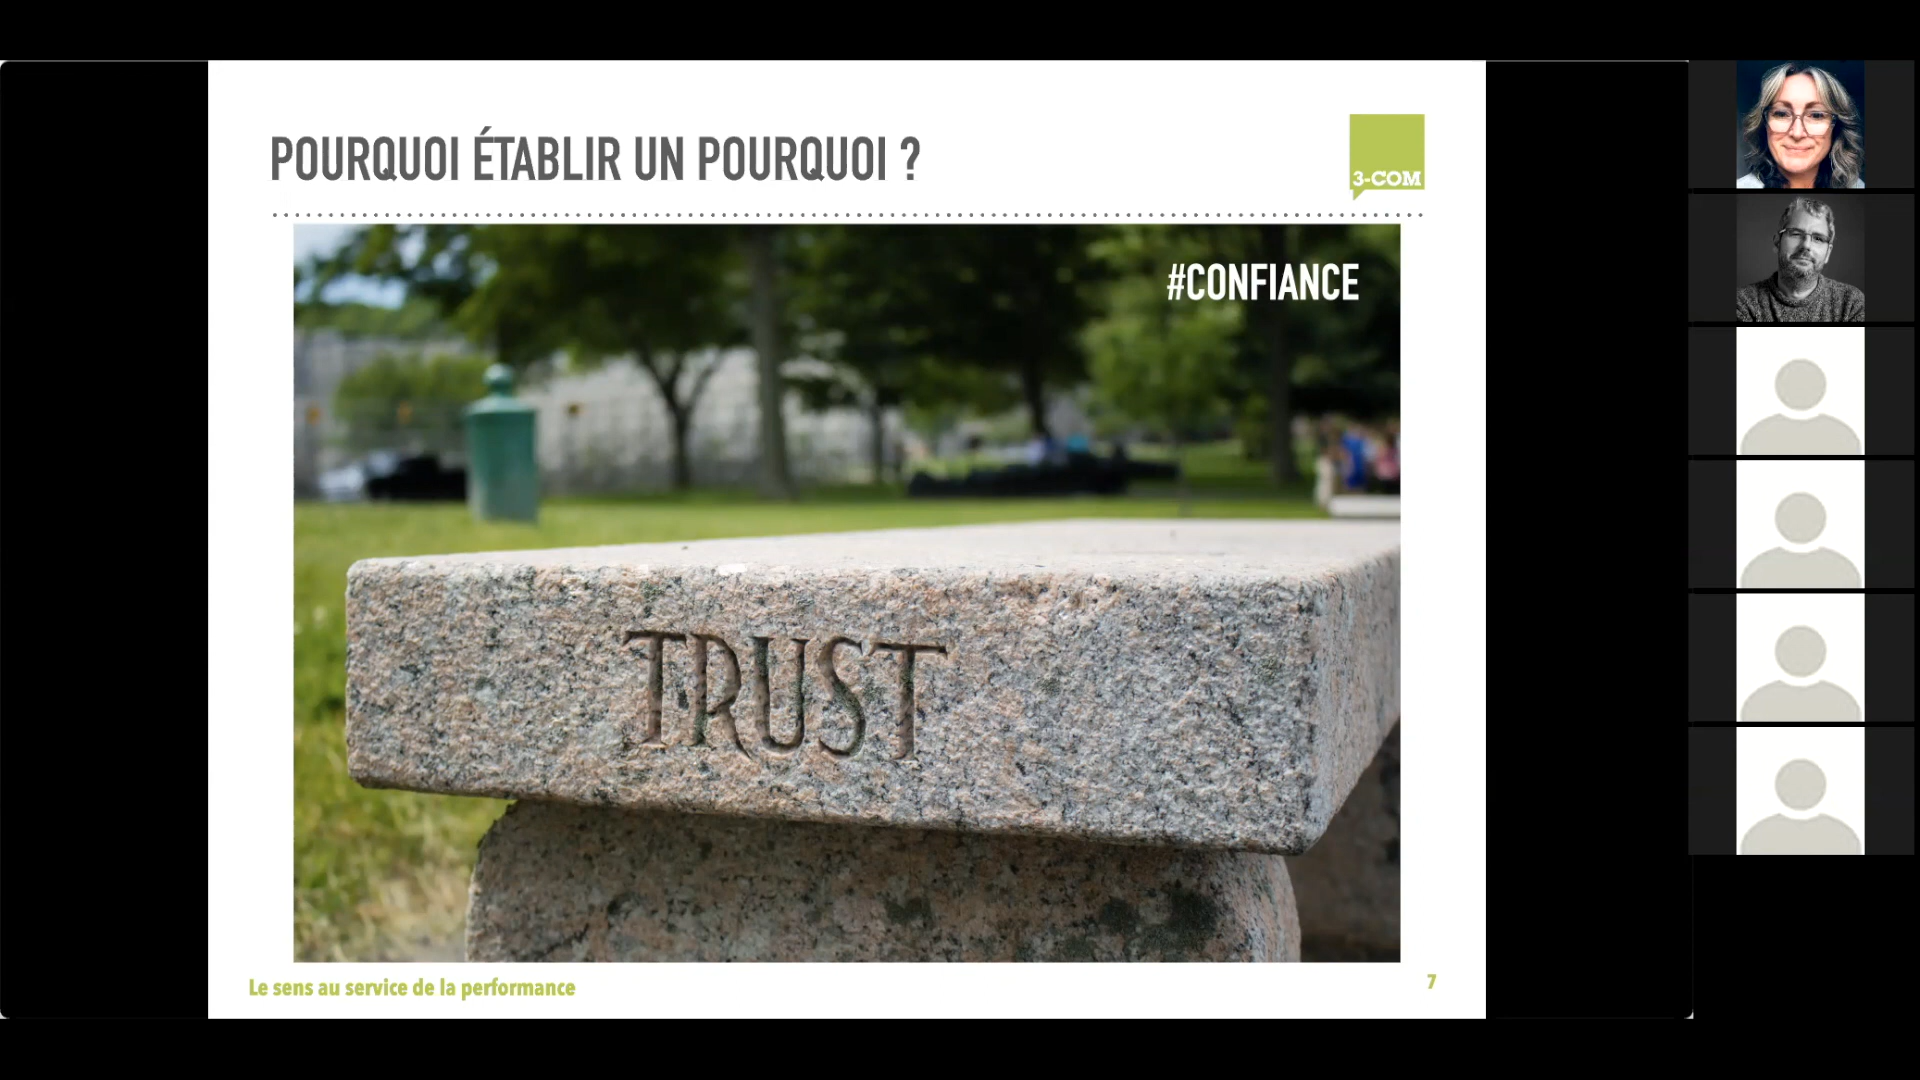 POURQUOI ÉTABLIR UN POURQUOI ?
3-COM
#CONFIANCE
TRUST
Le sens au service de la performance
7